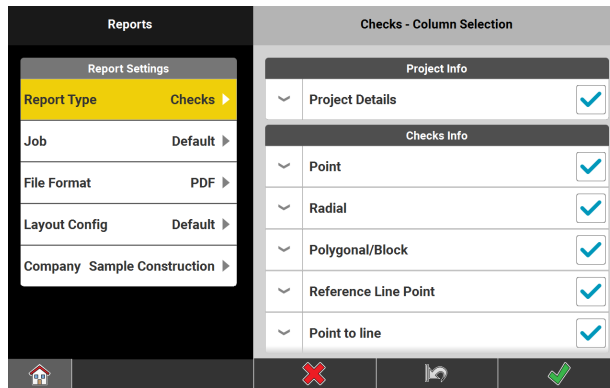 Reports
Checks - Column Selection
Report Settings
Report Type Checks
Job Default
File Format PDF
Layout Config Default
Company Sample Construction
Project Info
Project Details
Checks Info
Point
Radial
Polygonal/Block
Reference Line Point
Point to line